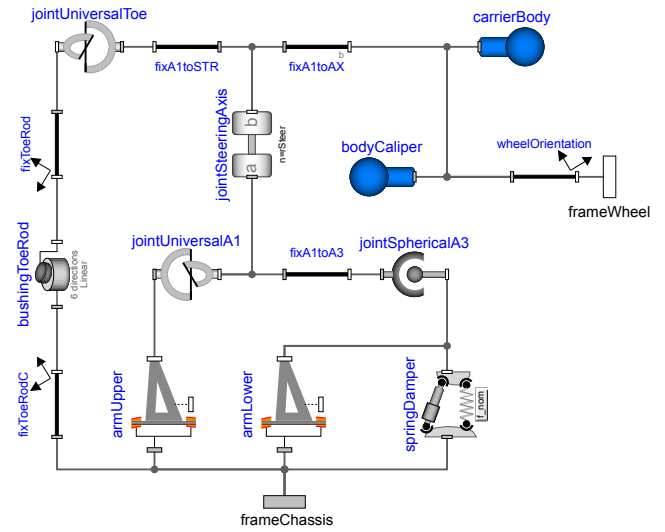 jointUniversalToe
carrierBody
fixA1toSTR
fixA1toAX
b
fixToeRod
jointSteeringAxis
b
a
n=rSteer
bodyCaliper
wheelOrientation
frameWheel
jointUniversalA1
fixA1toA3
jointSphericalA3
bushingToeRod
6 directions
Linear
fixToeRodC
armUpper
armLower
springDamper
f_nom
frameChassis